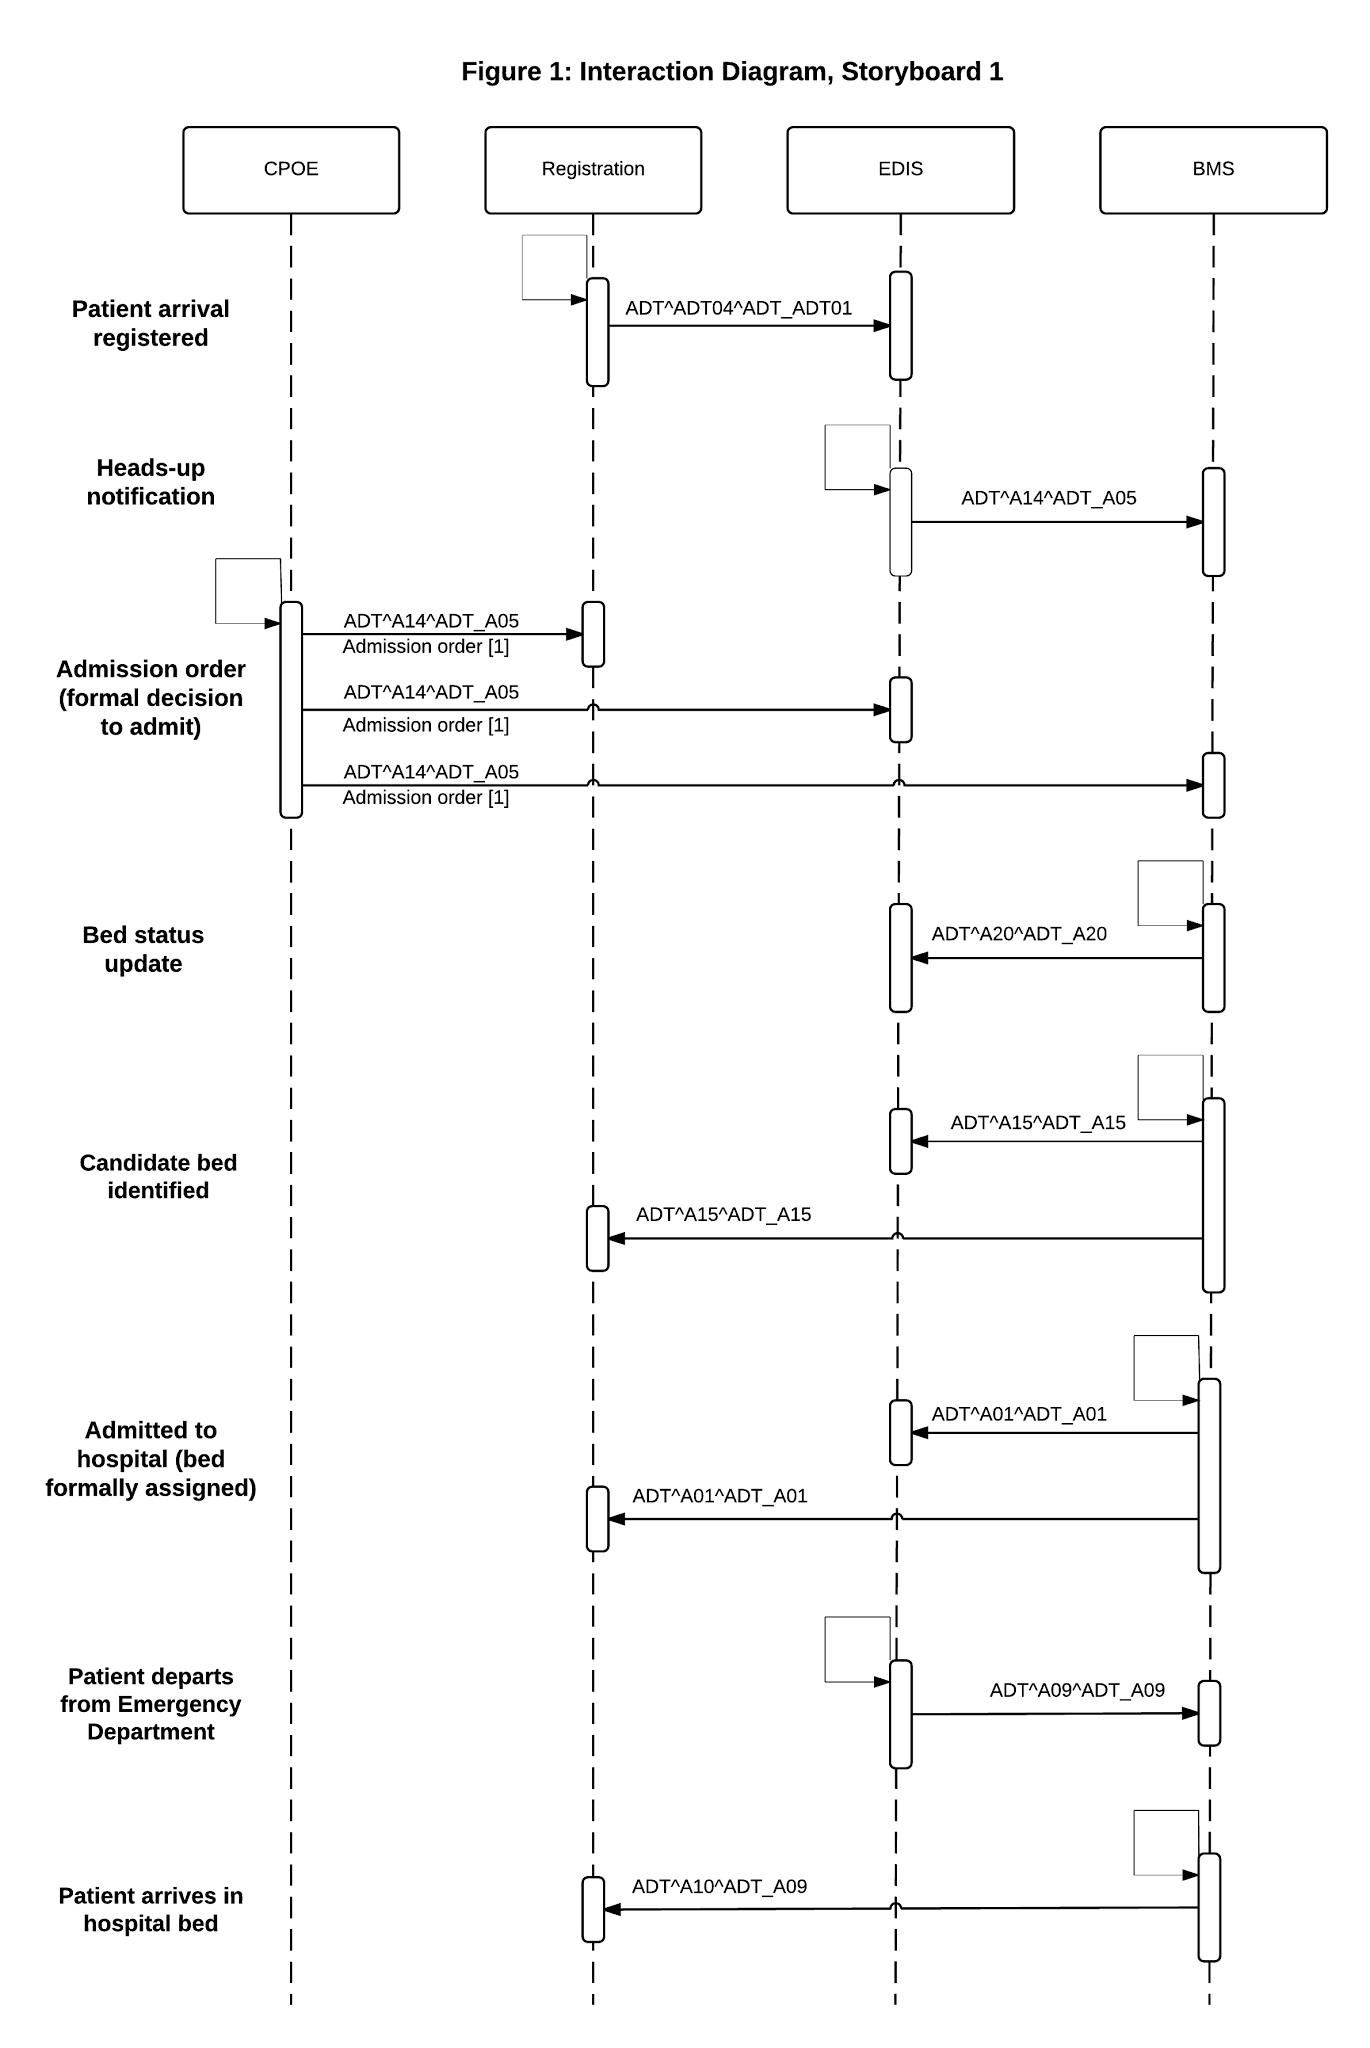 Figure 1: Interaction Diagram, Storyboard 1
CPOE
Registration
EDIS
BMS
Patient arrival
registered
ADT^ADT04^ADT_ADT01
Heads-up
notification
ADT^A14^ADT_A05
Admission order
(formal decision
to admit)
ADT^A14^ADT_A05
Admission order [1]
ADT^A14^ADT_A05
Admission order [1]
ADT^A14^ADT_A05
Admission order [1]
Bed status
update
ADT^A20^ADT_A20
Candidate bed
identified
ADT^A15^ADT_A15
ADT^A15^ADT_A15
Admitted to
hospital (bed
formally assigned)
ADT^A01^ADT_A01
ADT^A01^ADT_A01
Patient departs
from Emergency
Department
ADT^A09^ADT_A09
Patient arrives in
hospital bed
ADT^A10^ADT_A09